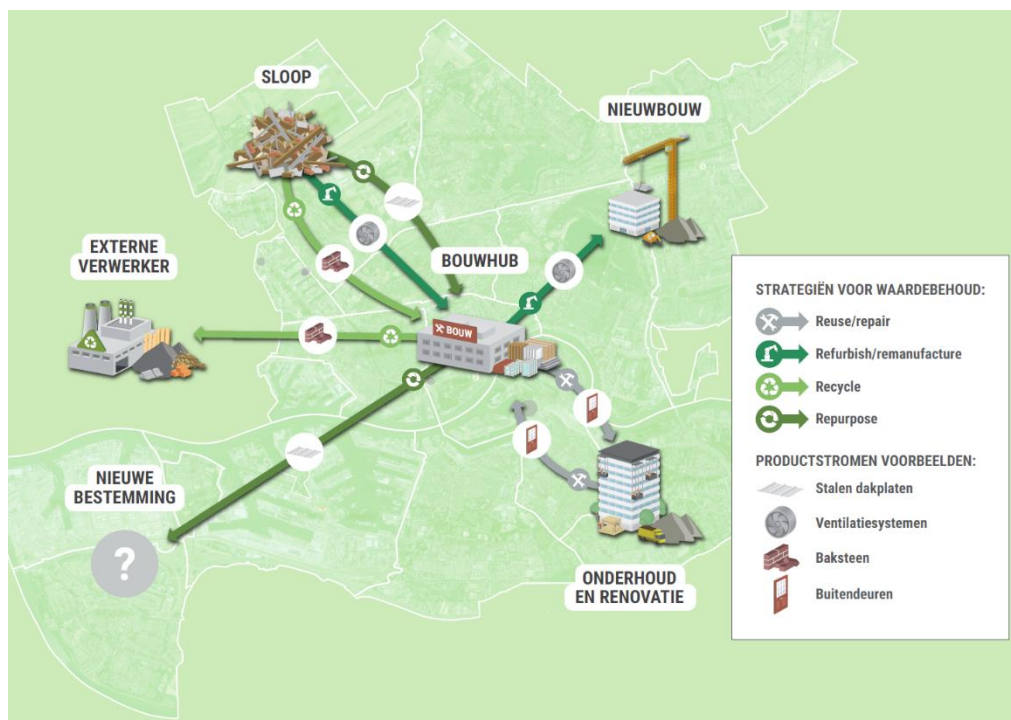 SLOOP
NIEUWBOUW
EXTERNE
VERWERKER
BOUWHUB
BOUW
NIEUWE
BESTEMMING
?
ONDERHOUD
EN RENOVATIE
STRATEGIËN VOOR WAARDEBEHOUD:
Reuse/repair
Refurbish/remanufacture
Recycle
Repurpose
PRODUCTSTROMEN VOORBEELDEN:
Stalen dakplaten
Ventilatiesystemen
Baksteen
Buitendeuren